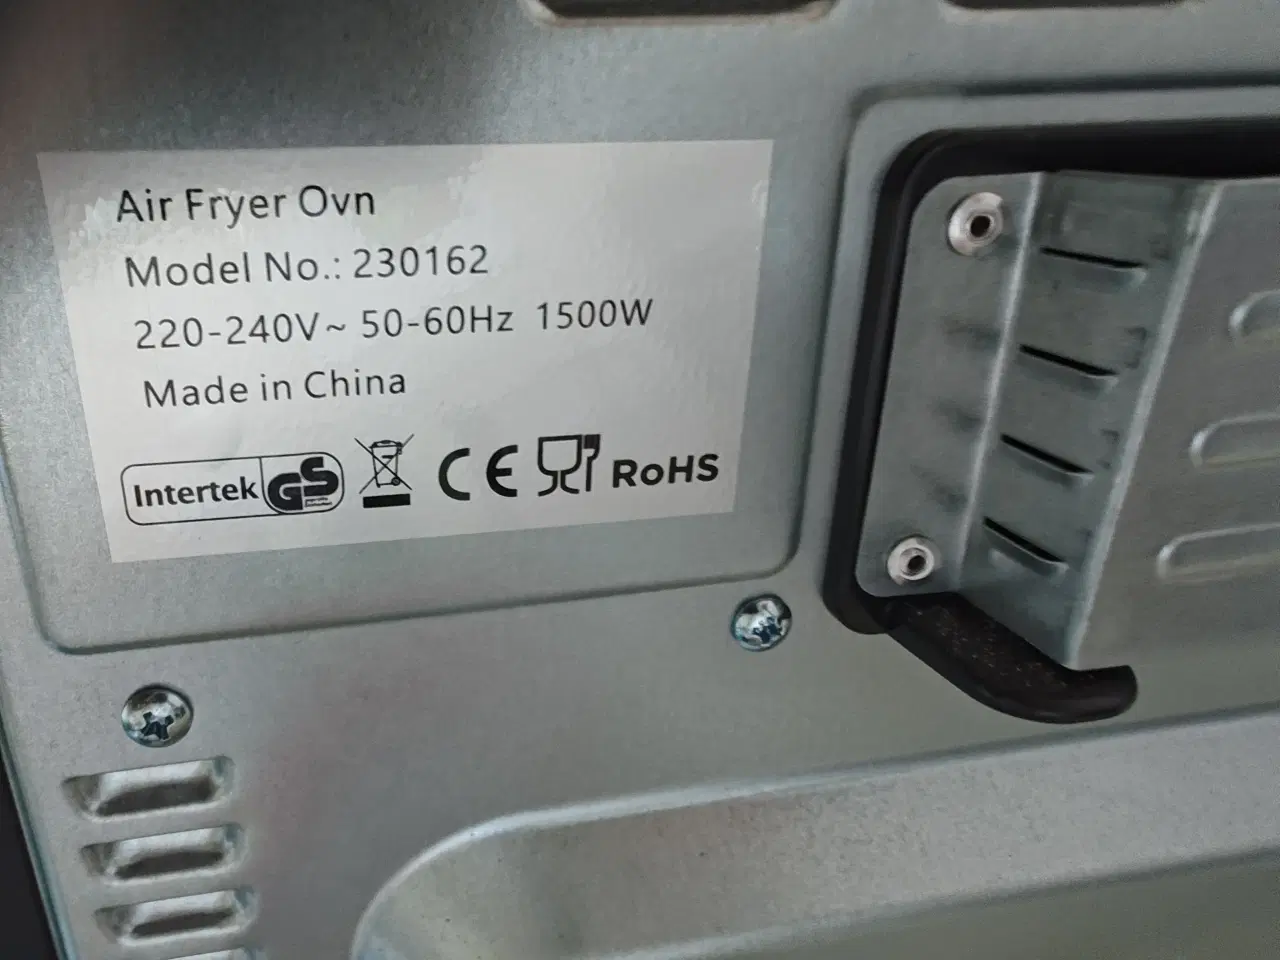 Air Fryer Ovn
Model No.: 230162
220-240V~ 50-60Hz 1500W
Made in China
Intertek GS CE RoHS